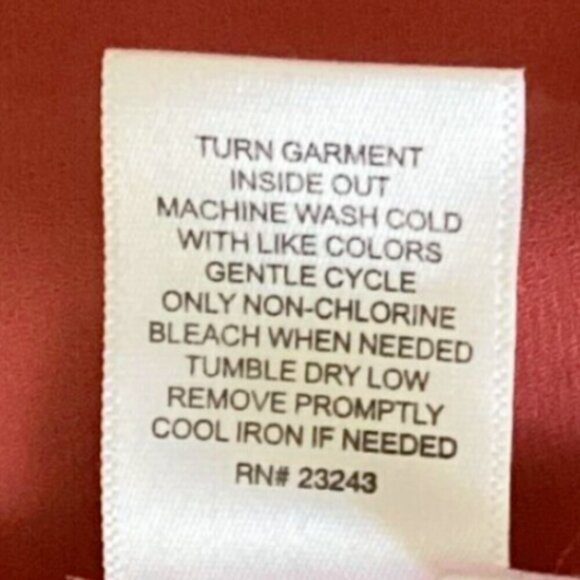 TURN GARMENT
INSIDE OUT
MACHINE WASH COLD
WITH LIKE COLORS
GENTLE CYCLE
ONLY NON-CHLORINE
BLEACH WHEN NEEDED
TUMBLE DRY LOW
REMOVE PROMPTLY
COOL IRON IF NEEDED
RN# 23243